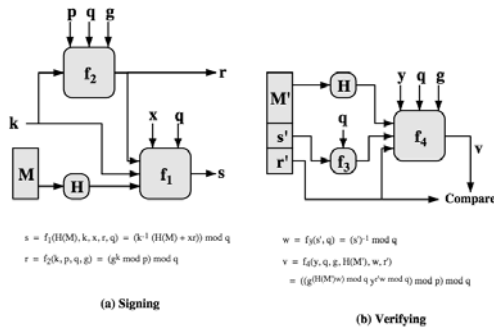 p q g
f2
r
k
x q
M
H
f1
s
s = f1(H(M), k, x, r, q) = (k-1 (H(M) + xr)) mod q
r = f2(k, p, q, g) = (gk mod p) mod q
(a) Signing
M'
s'
r'
H
q
f3
y q g
f4
v
Compare
w = f3(s', q) = (s')-1 mod q
v = f4(y, q, g, H(M'), w, r')
= ((g(H(M')w) mod q yr'w mod q) mod p) mod q
(b) Verifying